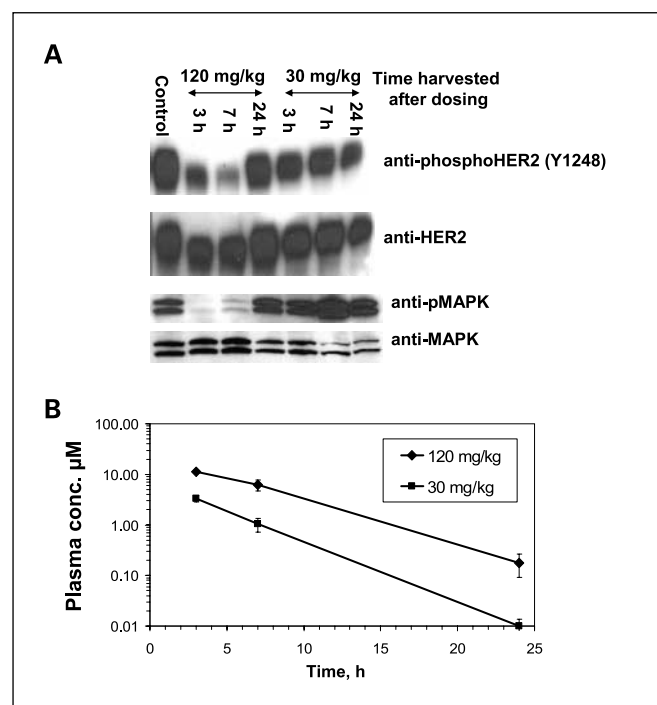 A
Control
120 mg/kg
30 mg/kg
Time harvested
after dosing
3 h
7 h
24 h
3 h
7 h
24 h
anti-phosphoHER2 (Y1248)
anti-HER2
anti-pMAPK
anti-MAPK
B
Plasma conc. µM
100.00
10.00
1.00
0.10
0.01
120 mg/kg
30 mg/kg
0
5
10
15
20
25
Time, h